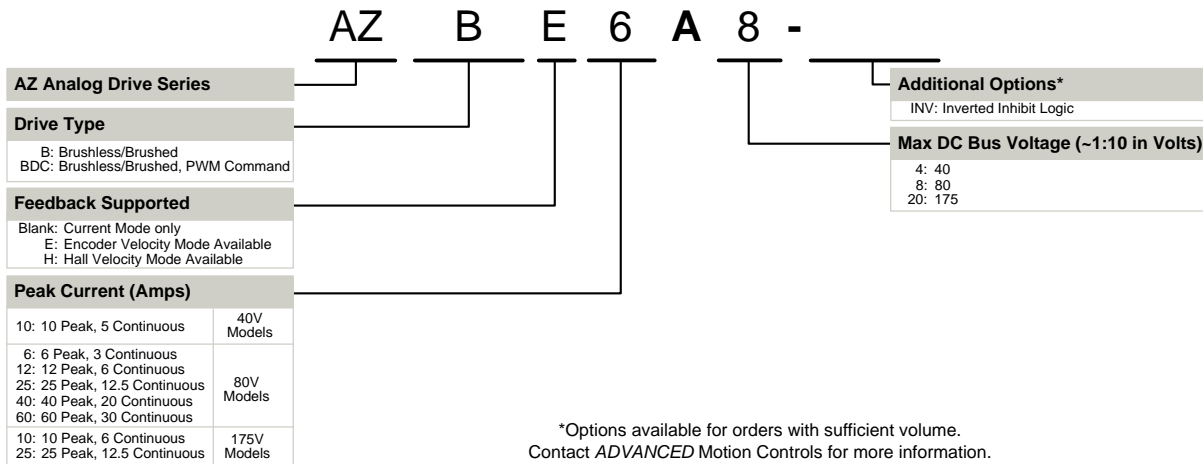 AZ B E 6 A 8 -
AZ Analog Drive Series
Drive Type
B: Brushless/Brushed
BDC: Brushless/Brushed, PWM Command
Feedback Supported
Blank: Current Mode only
E: Encoder Velocity Mode Available
H: Hall Velocity Mode Available
Peak Current (Amps)
10: 10 Peak, 5 Continuous
40V
Models
6: 6 Peak, 3 Continuous
12: 12 Peak, 6 Continuous
25: 25 Peak, 12.5 Continuous
40: 40 Peak, 20 Continuous
60: 60 Peak, 30 Continuous
80V
Models
10: 10 Peak, 6 Continuous
25: 25 Peak, 12.5 Continuous
175V
Models
Additional Options*
INV: Inverted Inhibit Logic
Max DC Bus Voltage (~1:10 in Volts)
4: 40
8: 80
20: 175
*Options available for orders with sufficient volume.
Contact ADVANCED Motion Controls for more information.